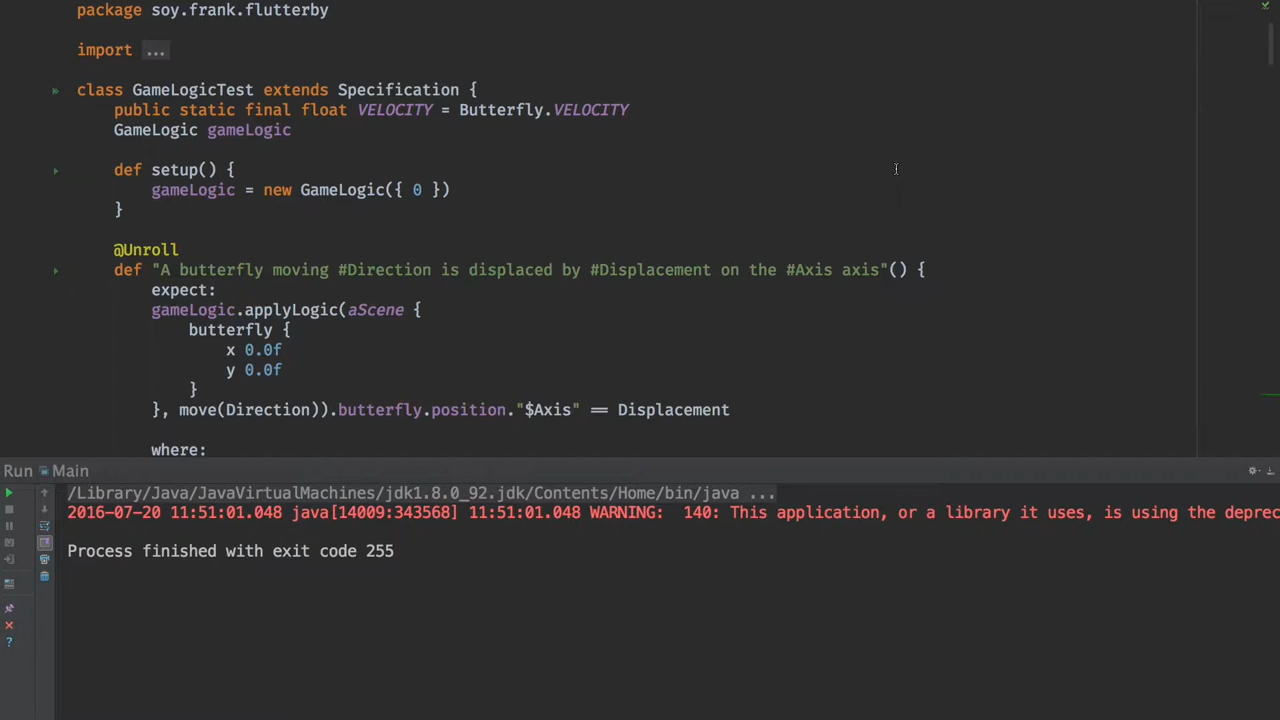 package soy.frank.flutterby
import ...
class GameLogicTest extends Specification {
public static final float VELOCITY = Butterfly.VELOCITY
GameLogic gameLogic
def setup() {
gameLogic = new GameLogic({ 0 })
}
@Unroll
def "A butterfly moving #Direction is displaced by #Displacement on the #Axis axis"() {
expect:
gameLogic.applyLogic(aScene {
butterfly {
x 0.0f
y 0.0f
}
}, move(Direction)).butterfly.position."$Axis" == Displacement
where:
Run Main
/Library/Java/JavaVirtualMachines/jdk1.8.0_92.jdk/Contents/Home/bin/java ...
2016-07-20 11:51:01.048 java[14009:343568] 11:51:01.048 WARNING:  140: This application, or a library it uses, is using the deprec
Process finished with exit code 255